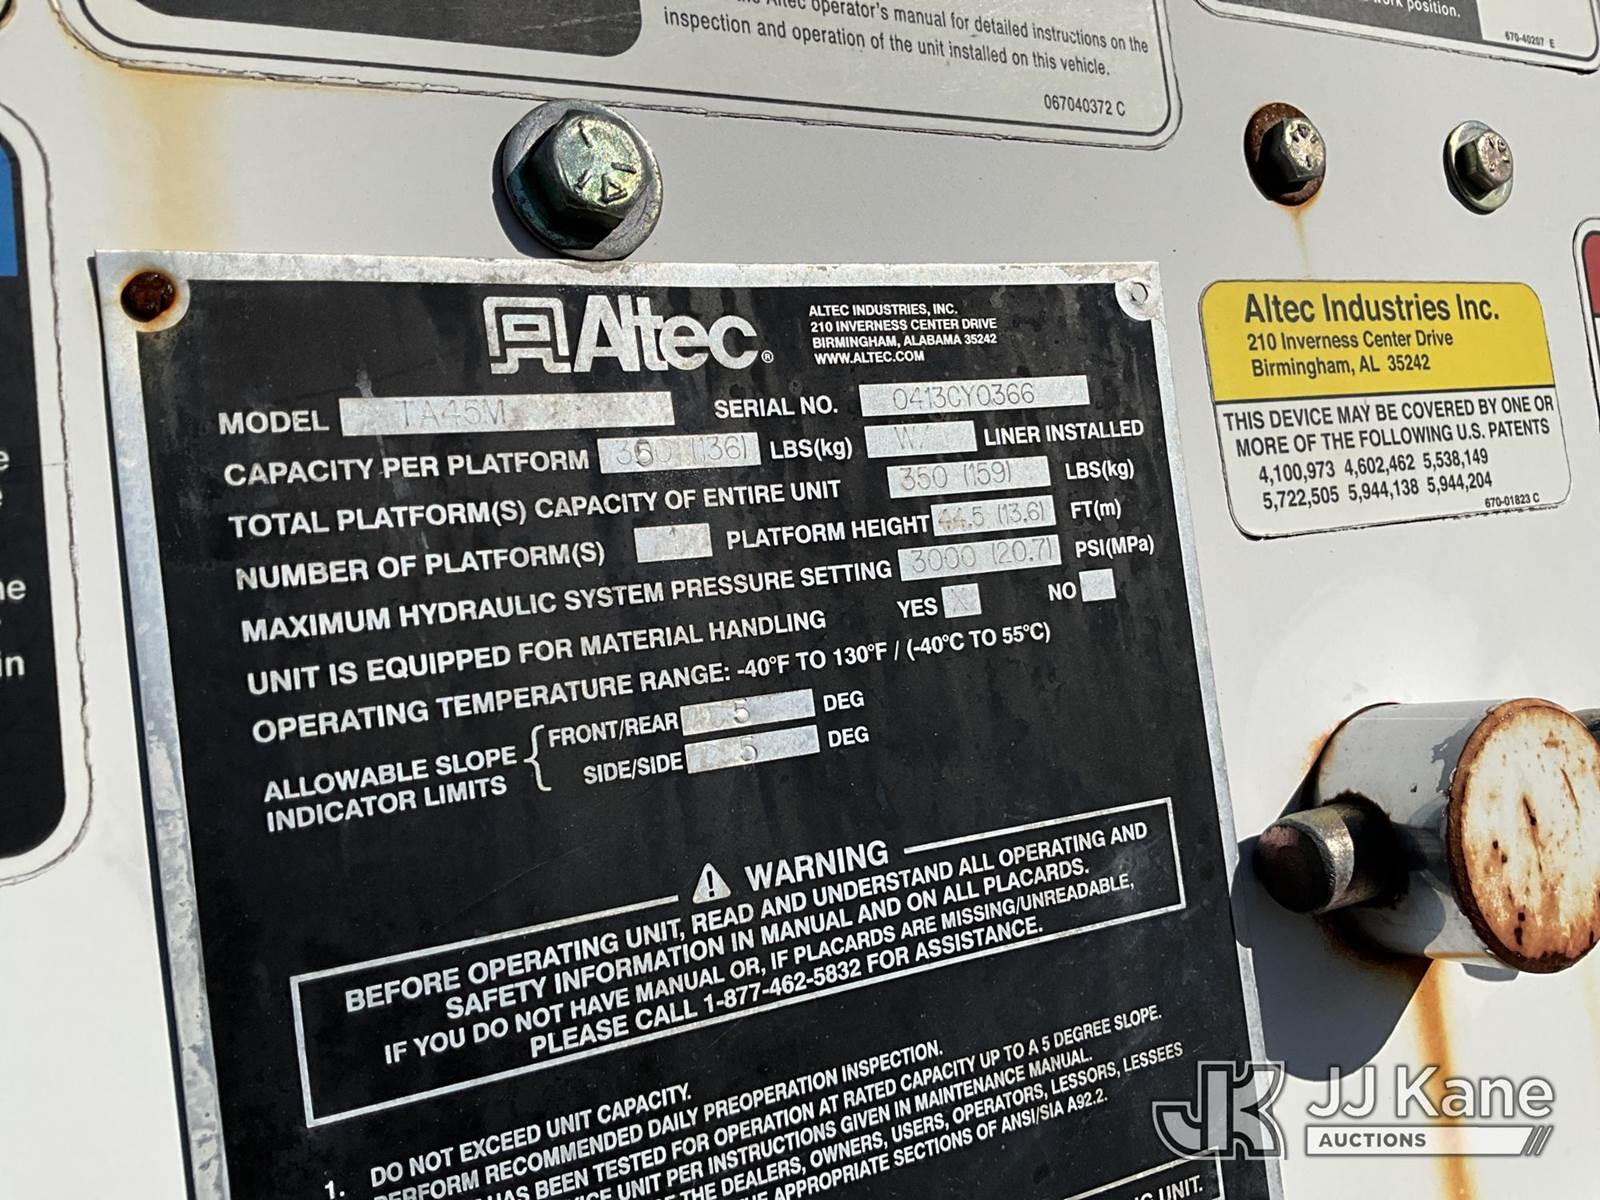 Altec operator's manual for detailed instructions on the
inspection and operation of the unit installed on this vehicle.
067040372 C
position.
670-40207 E
Altec®
ALTEC INDUSTRIES, INC.
210 INVERNESS CENTER DRIVE
BIRMINGHAM, ALABAMA 35242
WWW.ALTEC.COM
MODEL TA45M SERIAL NO. 0413CY0366
CAPACITY PER PLATFORM (136) LBS(kg) W/ LINER INSTALLED
TOTAL PLATFORM(S) CAPACITY OF ENTIRE UNIT 350 (159) LBS(kg)
NUMBER OF PLATFORM(S) 1 PLATFORM HEIGHT 44.5 (13.6) FT(m)
MAXIMUM HYDRAULIC SYSTEM PRESSURE SETTING 3000 (20.7) PSI(MPa)
UNIT IS EQUIPPED FOR MATERIAL HANDLING YES X NO
OPERATING TEMPERATURE RANGE: -40°F TO 130°F / (-40°C TO 55°C)
ALLOWABLE SLOPE INDICATOR LIMITS
FRONT/REAR 5 DEG
SIDE/SIDE 5 DEG
WARNING
BEFORE OPERATING UNIT, READ AND UNDERSTAND ALL OPERATING AND
SAFETY INFORMATION IN MANUAL AND ON ALL PLACARDS.
IF YOU DO NOT HAVE MANUAL OR, IF PLACARDS ARE MISSING/UNREADABLE,
PLEASE CALL 1-877-462-5832 FOR ASSISTANCE.
1. DO NOT EXCEED UNIT CAPACITY.
PERFORM RECOMMENDED DAILY PREOPERATION INSPECTION.
HAS BEEN TESTED FOR OPERATION AT RATED CAPACITY UP TO A 5 DEGREE SLOPE.
UNIT PER INSTRUCTIONS GIVEN IN MAINTENANCE MANUAL.
THE DEALERS, OWNERS, USERS, OPERATORS, LESSORS, LESSEES
APPROPRIATE SECTIONS OF ANSI/SIA A92.2.
UNIT.
Altec Industries Inc.
210 Inverness Center Drive
Birmingham, AL 35242
THIS DEVICE MAY BE COVERED BY ONE OR
MORE OF THE FOLLOWING U.S. PATENTS
4,100,973 4,602,462 5,538,149
5,722,505 5,944,138 5,944,204
670-01823 C
JJ Kane
AUCTIONS